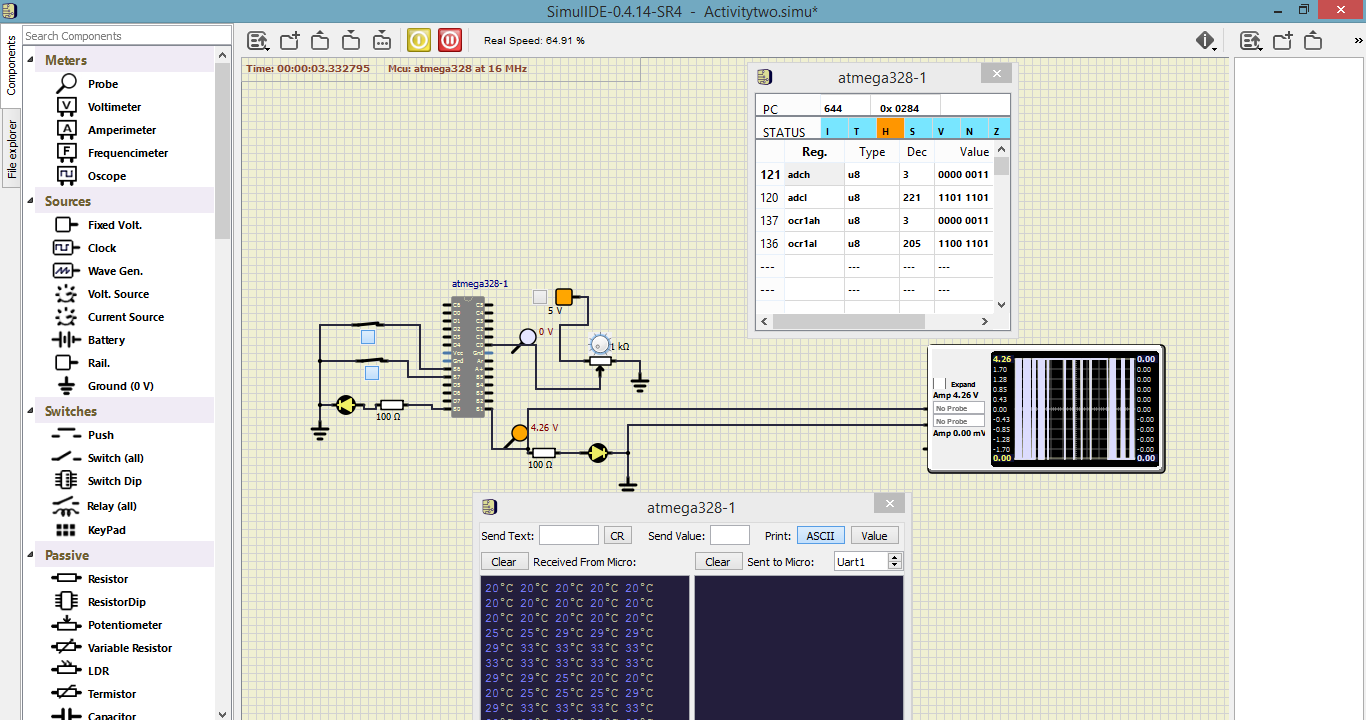 SimulIDE-0.4.14-SR4 - Activitytwo.simu*
Components
File explorer
Search Components
Meters
Probe
Voltimeter
Amperimeter
Frequencimeter
Oscope
Sources
Fixed Volt.
Clock
Wave Gen.
Volt. Source
Current Source
Battery
Rail.
Ground (0 V)
Switches
Push
Switch (all)
Switch Dip
Relay (all)
KeyPad
Passive
Resistor
ResistorDip
Potentiometer
Variable Resistor
LDR
Termistor
Capacitor
Real Speed: 64.91 %
»
Time: 00:00:03.332795 Mcu: atmega328 at 16 MHz
atmega328-1
PC 644 0x 0284
STATUS I T H S V N Z
Reg. Type Dec Value
121 adch u8 3 0000 0011
120 adcl u8 221 1101 1101
137 ocr1ah u8 3 0000 0011
136 ocr1al u8 205 1100 1101
--- --- --- ---
--- --- --- ---
atmega328-1
5 V
0 V
1 kΩ
100 Ω
4.26 V
100 Ω
Expand
Amp 4.26 V
No Probe
No Probe
Amp 0.00 mV
4.26 0.00
1.70 0.00
1.28 0.00
0.85 0.00
0.43 0.00
0.00 0.00
-0.43 -0.00
-0.85 -0.00
-1.28 -0.00
-1.70 -0.00
0.00 0.00
atmega328-1
Send Text: CR Send Value: Print: ASCII Value
Clear Received From Micro: Clear Sent to Micro: Uart1
20°C 20°C 20°C 20°C 20°C
20°C 20°C 20°C 20°C 20°C
20°C 20°C 20°C 20°C 20°C
25°C 25°C 29°C 29°C 29°C
29°C 33°C 33°C 33°C 33°C
33°C 33°C 33°C 33°C 33°C
29°C 29°C 25°C 20°C 20°C
20°C 25°C 25°C 25°C 29°C
29°C 33°C 33°C 33°C 33°C